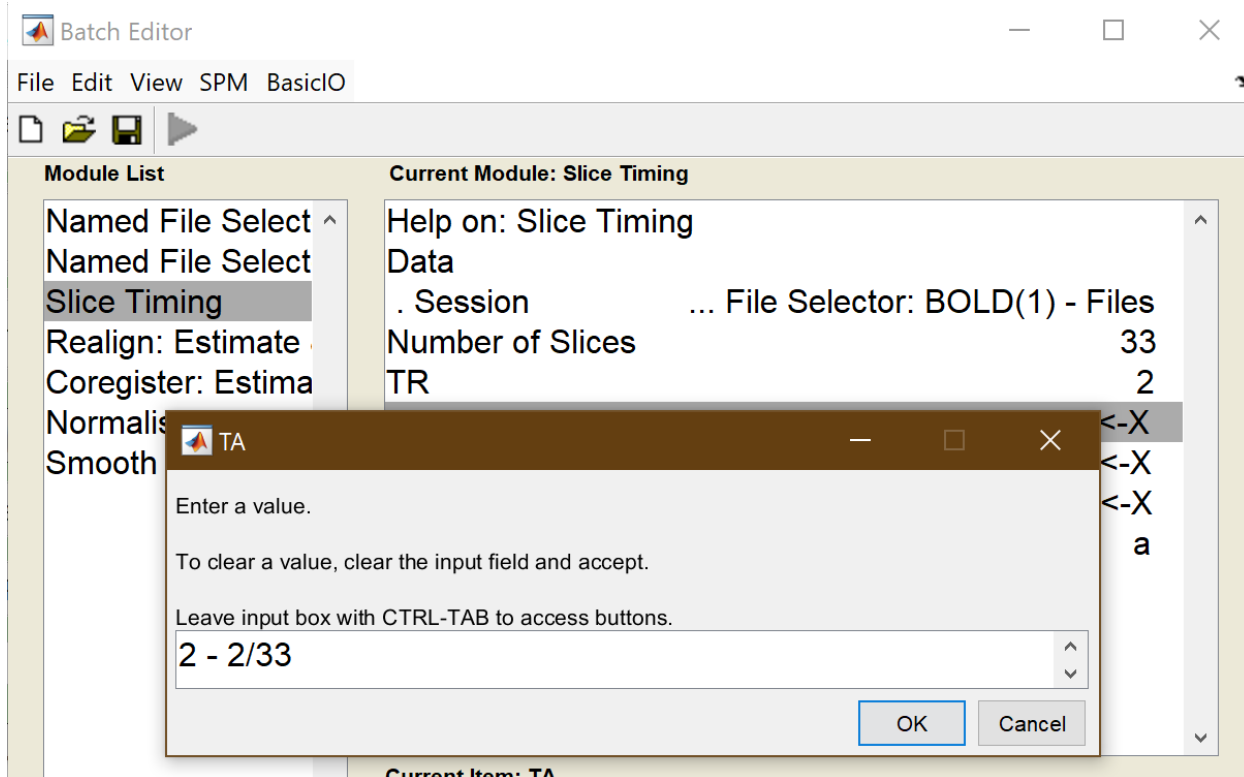 Batch Editor
File Edit View SPM BasicIO
Module List
Current Module: Slice Timing
Named File Select
Named File Select
Slice Timing
Realign: Estimate
Coregister: Estima
Normalis
Smooth
Help on: Slice Timing
Data
. Session ... File Selector: BOLD(1) - Files
Number of Slices 33
TR 2
<-X
<-X
<-X
a
TA
Enter a value.
To clear a value, clear the input field and accept.
Leave input box with CTRL-TAB to access buttons.
2 - 2/33
OK Cancel
Current Item: TA